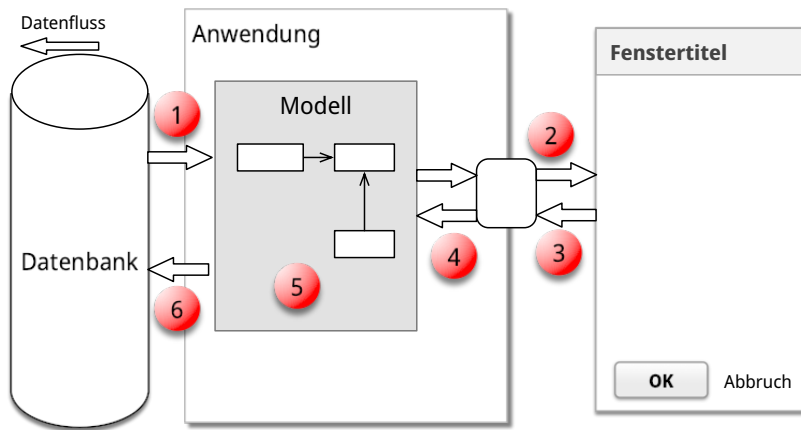 Datenfluss
Anwendung
Fenstertitel
Modell
1
2
Datenbank
4
3
5
6
OK
Abbruch